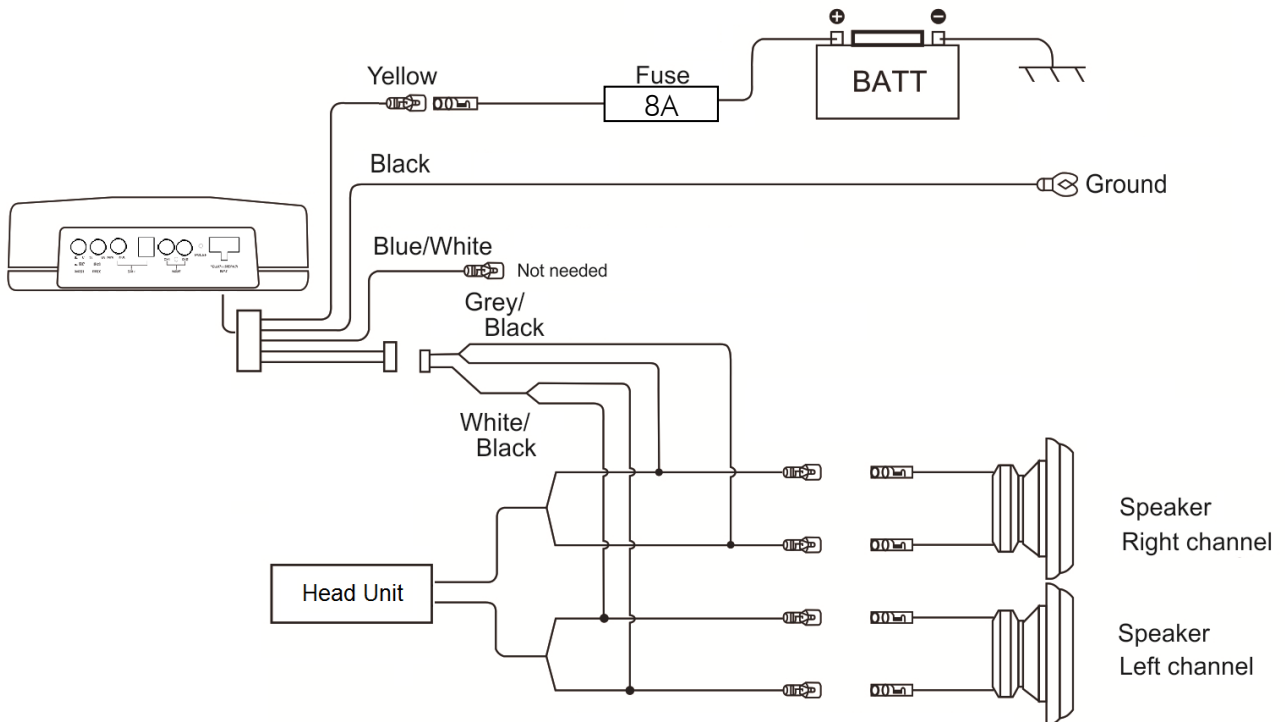 + −
Yellow
Fuse
8A
BATT
Black
Ground
Blue/White
Not needed
Grey/
Black
White/
Black
Speaker
Right channel
Head Unit
Speaker
Left channel